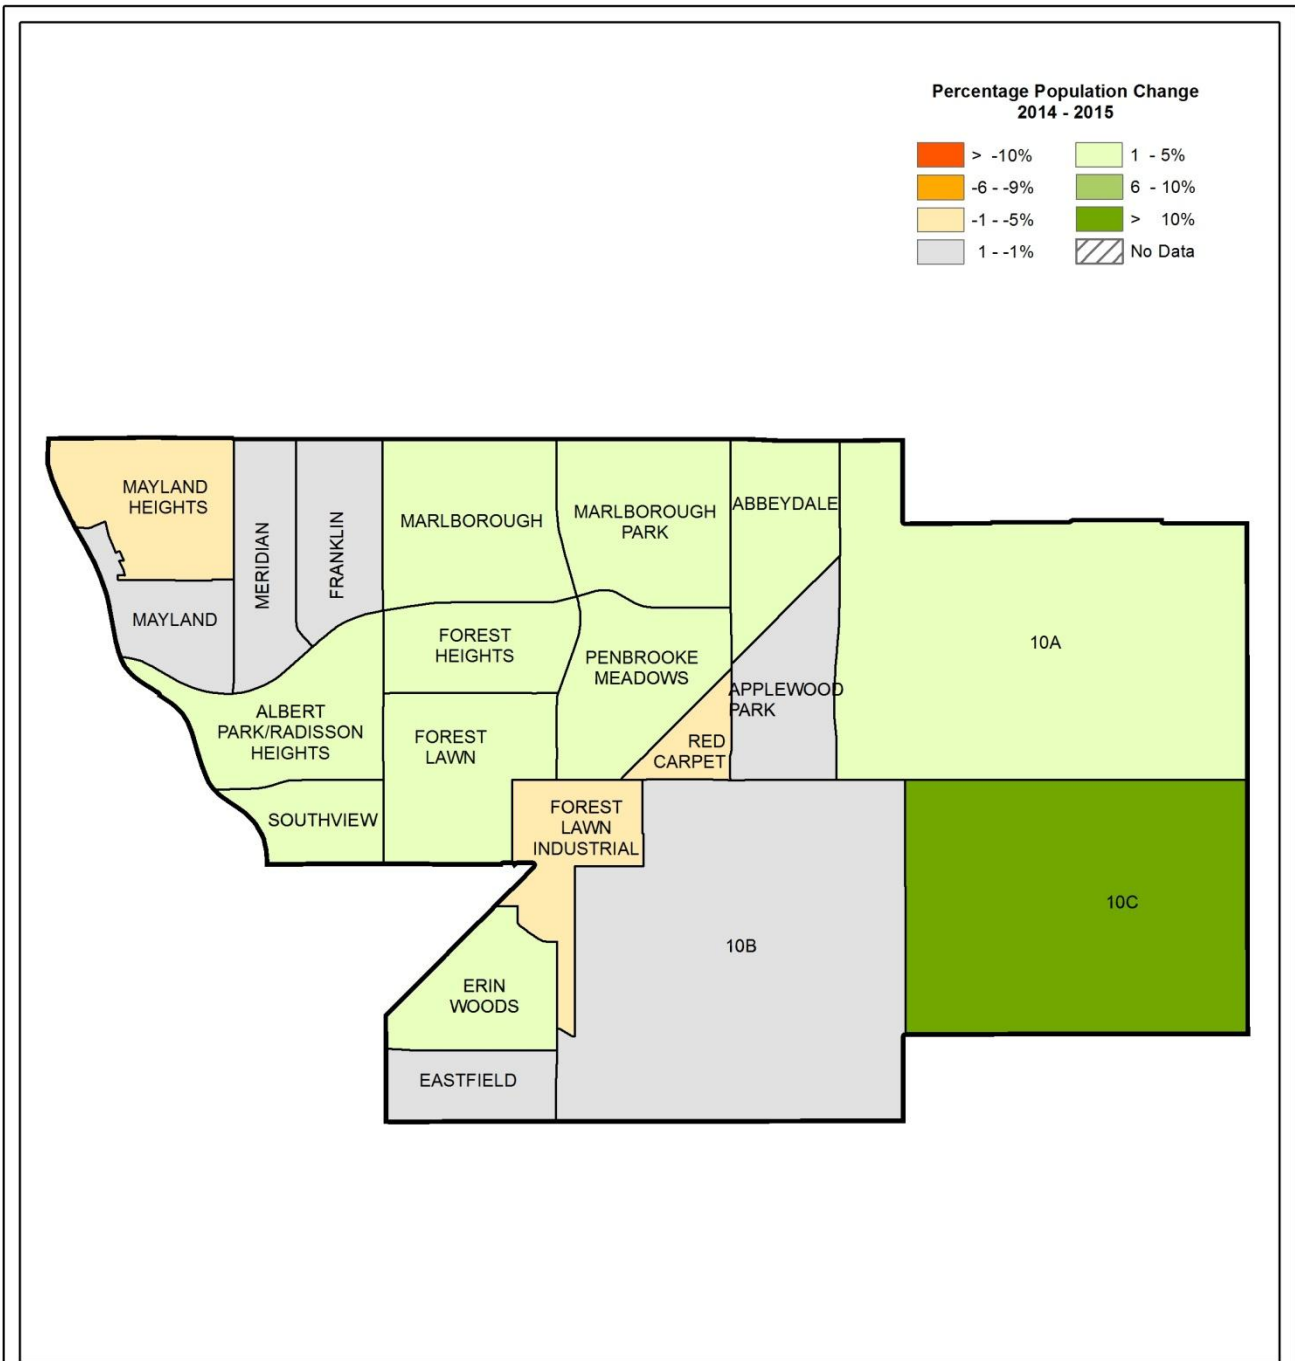 Percentage Population Change
2014 - 2015
> -10%
-6 - -9%
-1 - -5%
1 - -1%
1 - 5%
6 - 10%
> 10%
No Data
MAYLAND
HEIGHTS
MERIDIAN
FRANKLIN
MARLBOROUGH
MARLBOROUGH
PARK
ABBEYDALE
MAYLAND
FOREST
HEIGHTS
PENBROOKE
MEADOWS
10A
APPLEWOOD
PARK
ALBERT
PARK/RADISSON
HEIGHTS
FOREST
LAWN
RED
CARPET
SOUTHVIEW
FOREST
LAWN
INDUSTRIAL
10C
10B
ERIN
WOODS
EASTFIELD